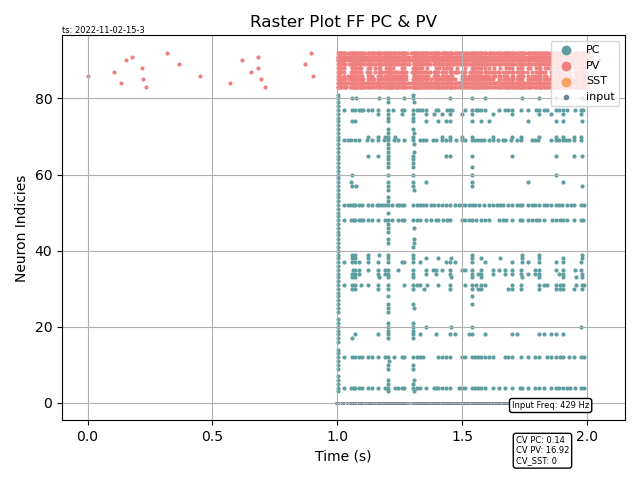 Raster Plot FF PC & PV
ts: 2022-11-02-15-3
PC
PV
SST
input
80
60
40
20
0
Neuron Indicies
0.0
0.5
1.0
1.5
2.0
Time (s)
Input Freq: 429 Hz
CV PC: 0.14
CV PV: 16.92
CV_SST: 0